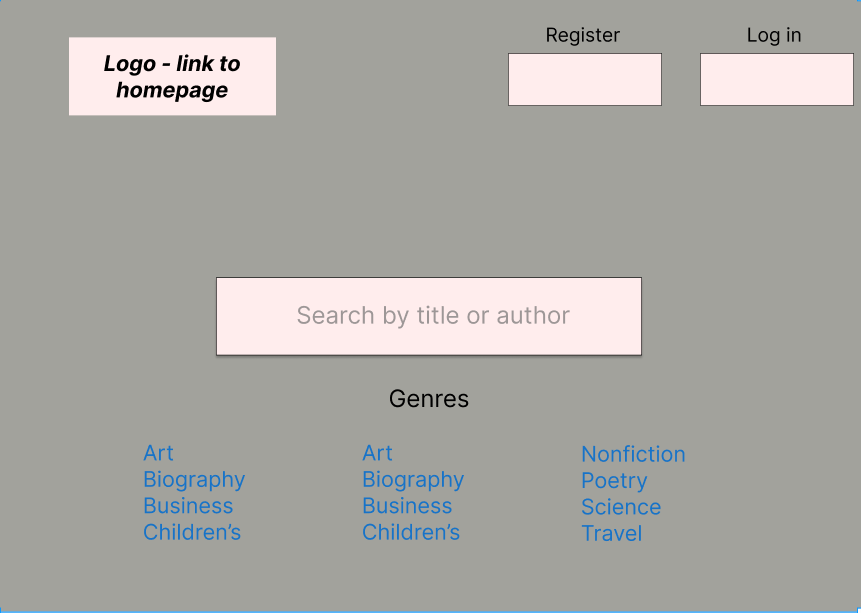 Register
Log in
Logo - link to
homepage
Search by title or author
Genres
Art
Biography
Business
Children’s
Art
Biography
Business
Children’s
Nonfiction
Poetry
Science
Travel